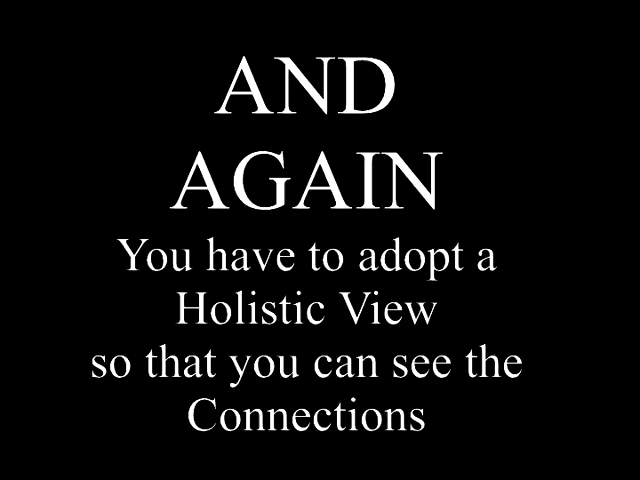 AND
AGAIN
You have to adopt a
Holistic View
so that you can see the
Connections